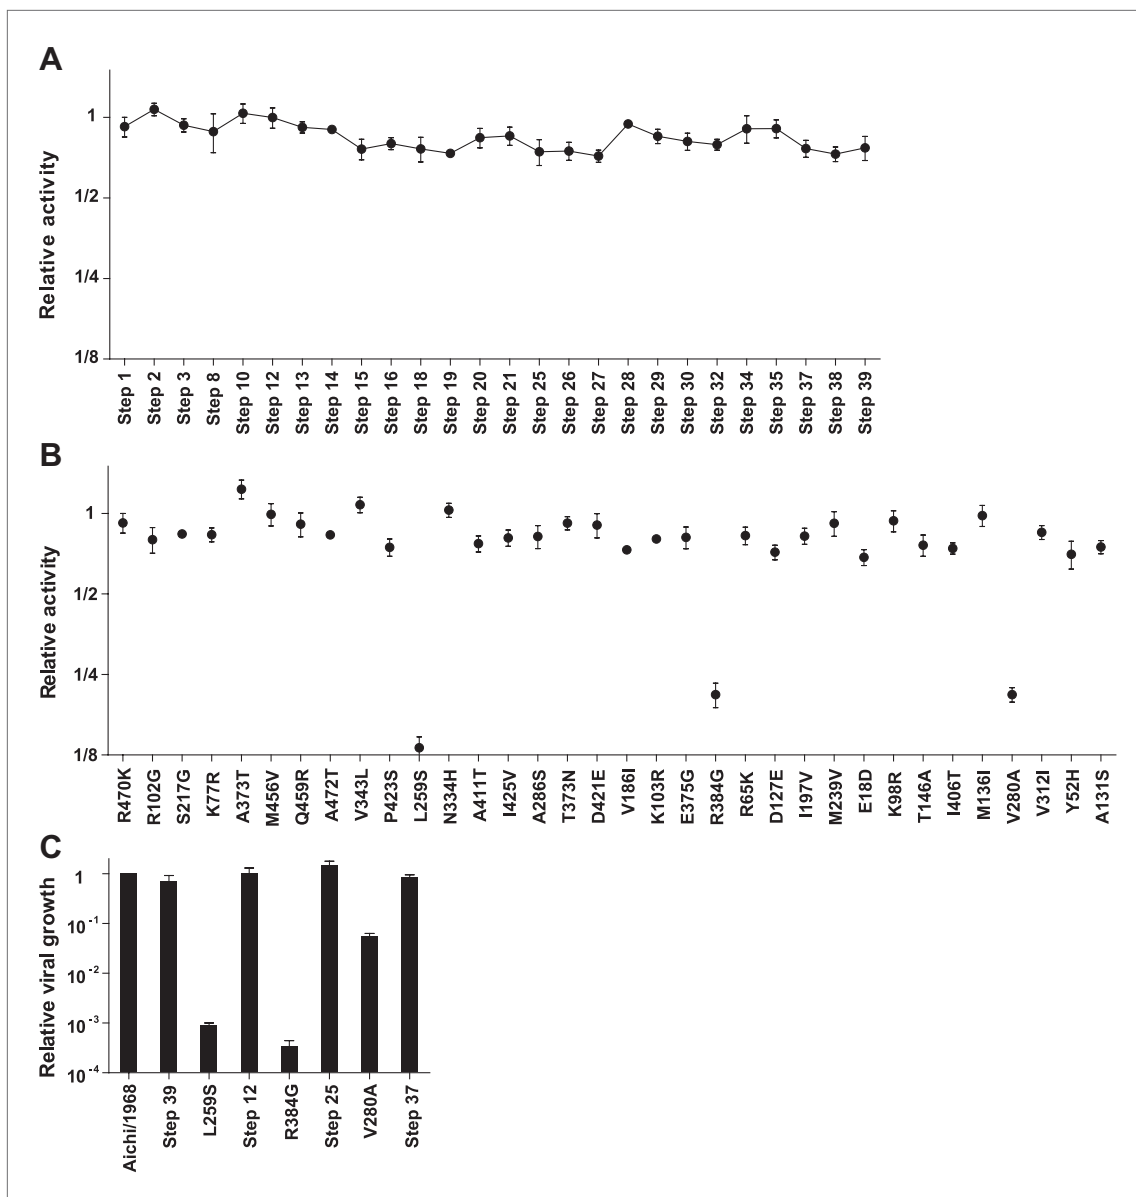 A
Relative activity
1
1/2
1/4
1/8
Step 1
Step 2
Step 3
Step 8
Step 10
Step 12
Step 13
Step 14
Step 15
Step 16
Step 18
Step 19
Step 20
Step 21
Step 25
Step 26
Step 27
Step 28
Step 29
Step 30
Step 32
Step 34
Step 35
Step 37
Step 38
Step 39
B
Relative activity
1
1/2
1/4
1/8
R470K
R102G
S217G
K77R
A373T
M456V
Q459R
A472T
V343L
P423S
L259S
N334H
A411T
I425V
A286S
T373N
D421E
V186I
K103R
E375G
R384G
R65K
D127E
I197V
M239V
E18D
K98R
T146A
I406T
M136I
V280A
V312I
Y52H
A131S
C
Relative viral growth
1
10-1
10-2
10-3
10-4
Aichi/1968
Step 39
L259S
Step 12
R384G
Step 25
V280A
Step 37